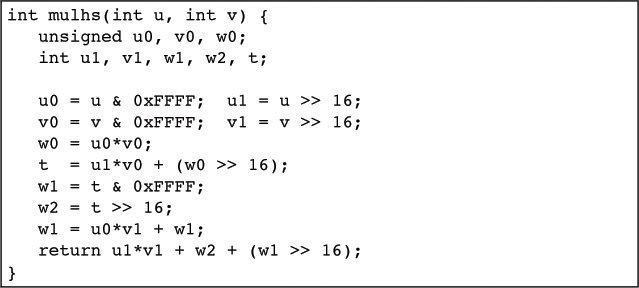 int mulhs(int u, int v) {
   unsigned u0, v0, w0;
   int u1, v1, w1, w2, t;

   u0 = u & 0xFFFF;  u1 = u >> 16;
   v0 = v & 0xFFFF;  v1 = v >> 16;
   w0 = u0*v0;
   t  = u1*v0 + (w0 >> 16);
   w1 = t & 0xFFFF;
   w2 = t >> 16;
   w1 = u0*v1 + w1;
   return u1*v1 + w2 + (w1 >> 16);
}